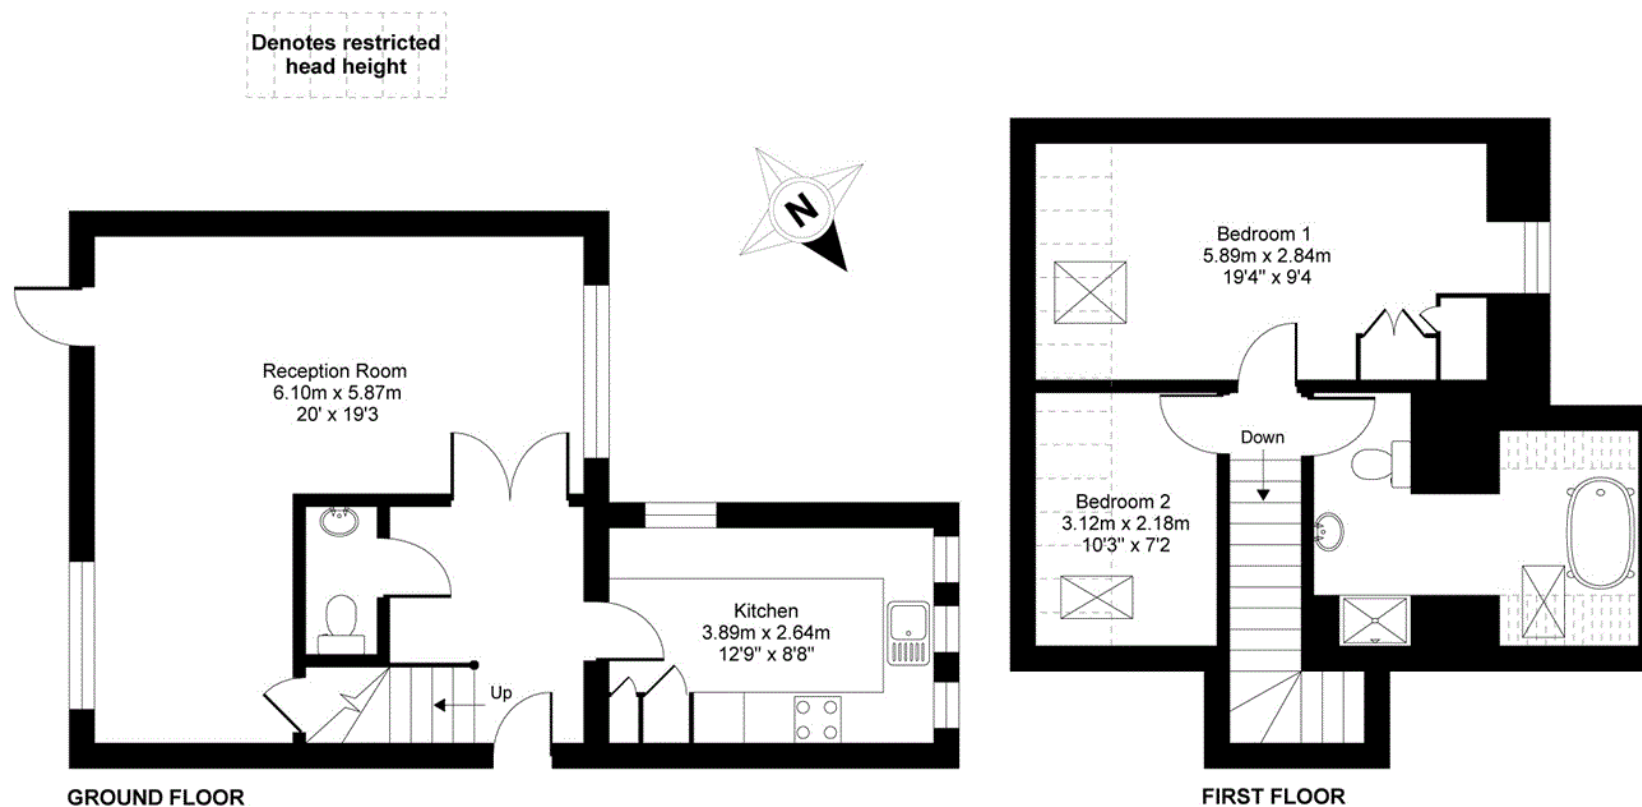 Denotes restricted
head height
N
Reception Room
6.10m x 5.87m
20' x 19'3
Up
Kitchen
3.89m x 2.64m
12'9" x 8'8"
GROUND FLOOR
Bedroom 1
5.89m x 2.84m
19'4" x 9'4
Down
Bedroom 2
3.12m x 2.18m
10'3" x 7'2
FIRST FLOOR